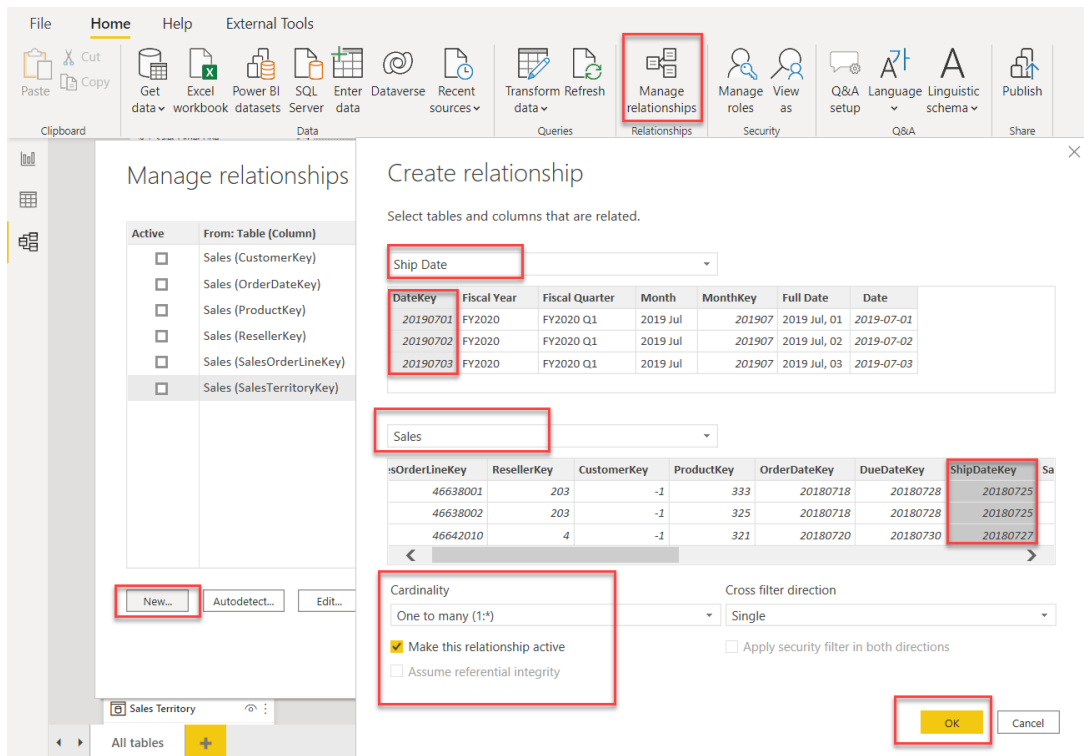 File Home Help External Tools
Cut
Copy
Paste
Get data
Excel workbook
Power BI datasets
SQL Server
Enter data
Dataverse
Recent sources
Transform data
Refresh
Manage relationships
Manage roles
View as
Q&A setup
Language
Linguistic schema
Publish
Clipboard Data Queries Relationships Security Q&A Share
Manage relationships
Active From: Table (Column)
Sales (CustomerKey)
Sales (OrderDateKey)
Sales (ProductKey)
Sales (ResellerKey)
Sales (SalesOrderLineKey)
Sales (SalesTerritoryKey)
New... Autodetect... Edit...
Create relationship
Select tables and columns that are related.
Ship Date
DateKey Fiscal Year Fiscal Quarter Month MonthKey Full Date Date
20190701 FY2020 FY2020 Q1 2019 Jul 201907 2019 Jul, 01 2019-07-01
20190702 FY2020 FY2020 Q1 2019 Jul 201907 2019 Jul, 02 2019-07-02
20190703 FY2020 FY2020 Q1 2019 Jul 201907 2019 Jul, 03 2019-07-03
Sales
esOrderLineKey ResellerKey CustomerKey ProductKey OrderDateKey DueDateKey ShipDateKey Sa
46638001 203 -1 333 20180718 20180728 20180725
46638002 203 -1 325 20180718 20180728 20180725
46642010 4 -1 321 20180720 20180730 20180727
Cardinality
One to many (1:*)
Make this relationship active
Assume referential integrity
Cross filter direction
Single
Apply security filter in both directions
OK Cancel
Sales Territory
All tables +